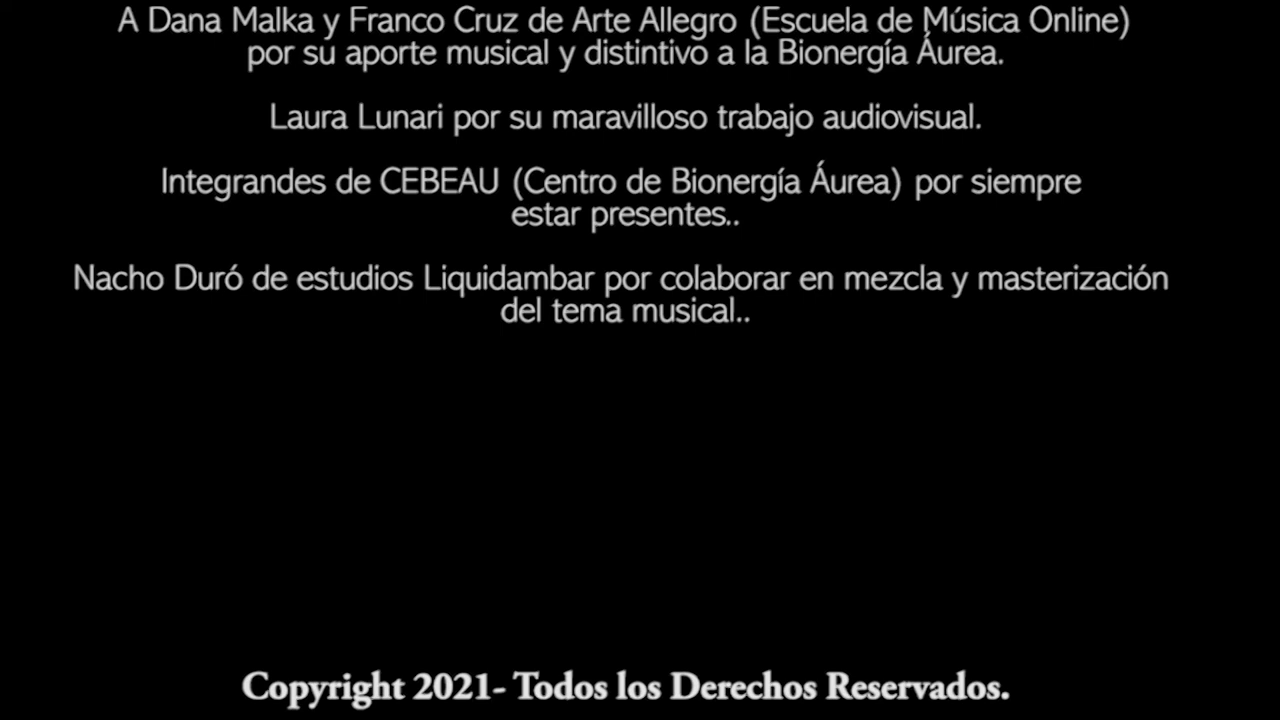 A Dana Malka y Franco Cruz de Arte Allegro (Escuela de Música Online)
por su aporte musical y distintivo a la Bionergía Áurea.
Laura Lunari por su maravilloso trabajo audiovisual.
Integrandes de CEBEAU (Centro de Bionergía Áurea) por siempre
estar presentes..
Nacho Duró de estudios Liquidambar por colaborar en mezcla y masterización
del tema musical..
Copyright 2021- Todos los Derechos Reservados.